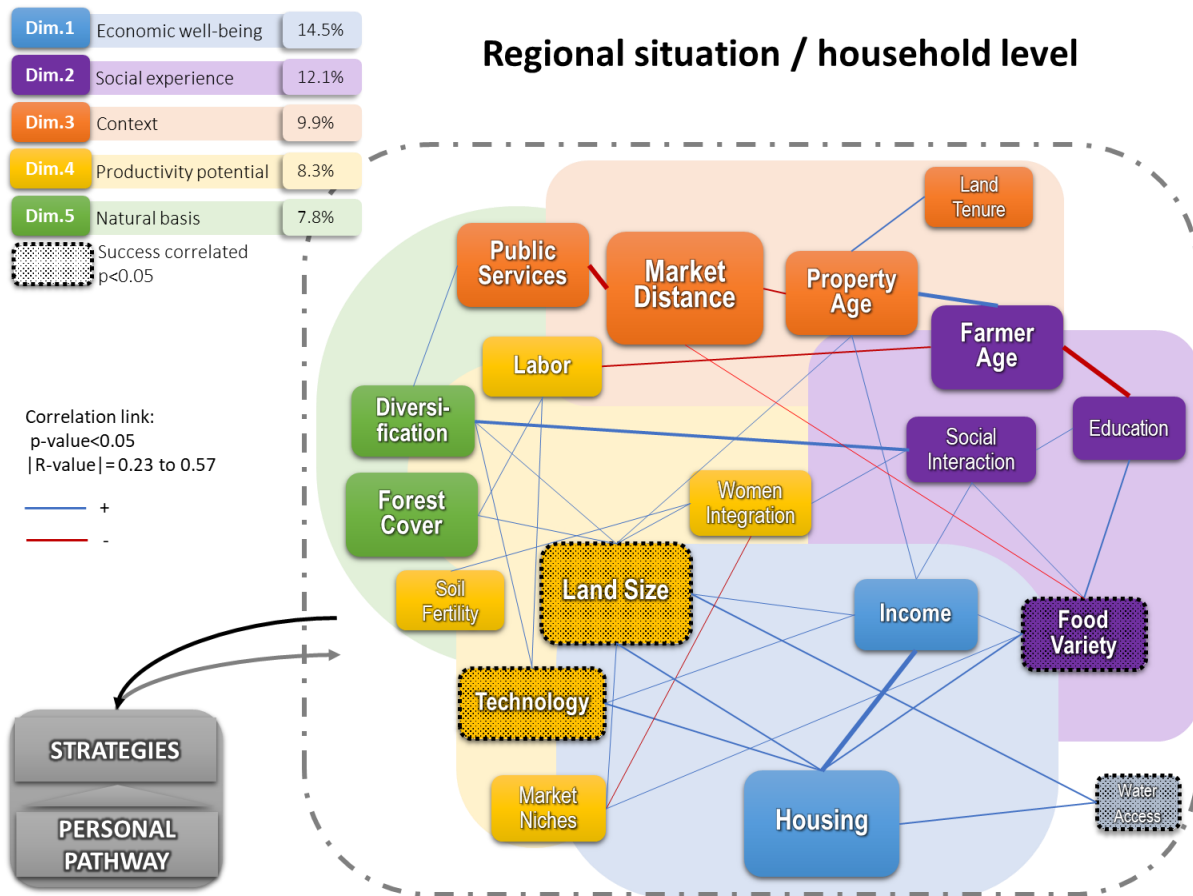 Dim.1 Economic well-being 14.5%
Dim.2 Social experience 12.1%
Dim.3 Context 9.9%
Dim.4 Productivity potential 8.3%
Dim.5 Natural basis 7.8%
Success correlated
p<0.05
Regional situation / household level
Land
Tenure
Public
Services
Market
Distance
Property
Age
Farmer
Age
Labor
Diversi-
fication
Social
Interaction
Education
Correlation link:
p-value<0.05
|R-value|= 0.23 to 0.57
+
-
Forest
Cover
Women
Integration
Soil
Fertility
Land Size
Income
Food
Variety
Technology
Market
Niches
Housing
Water
Access
STRATEGIES
PERSONAL
PATHWAY